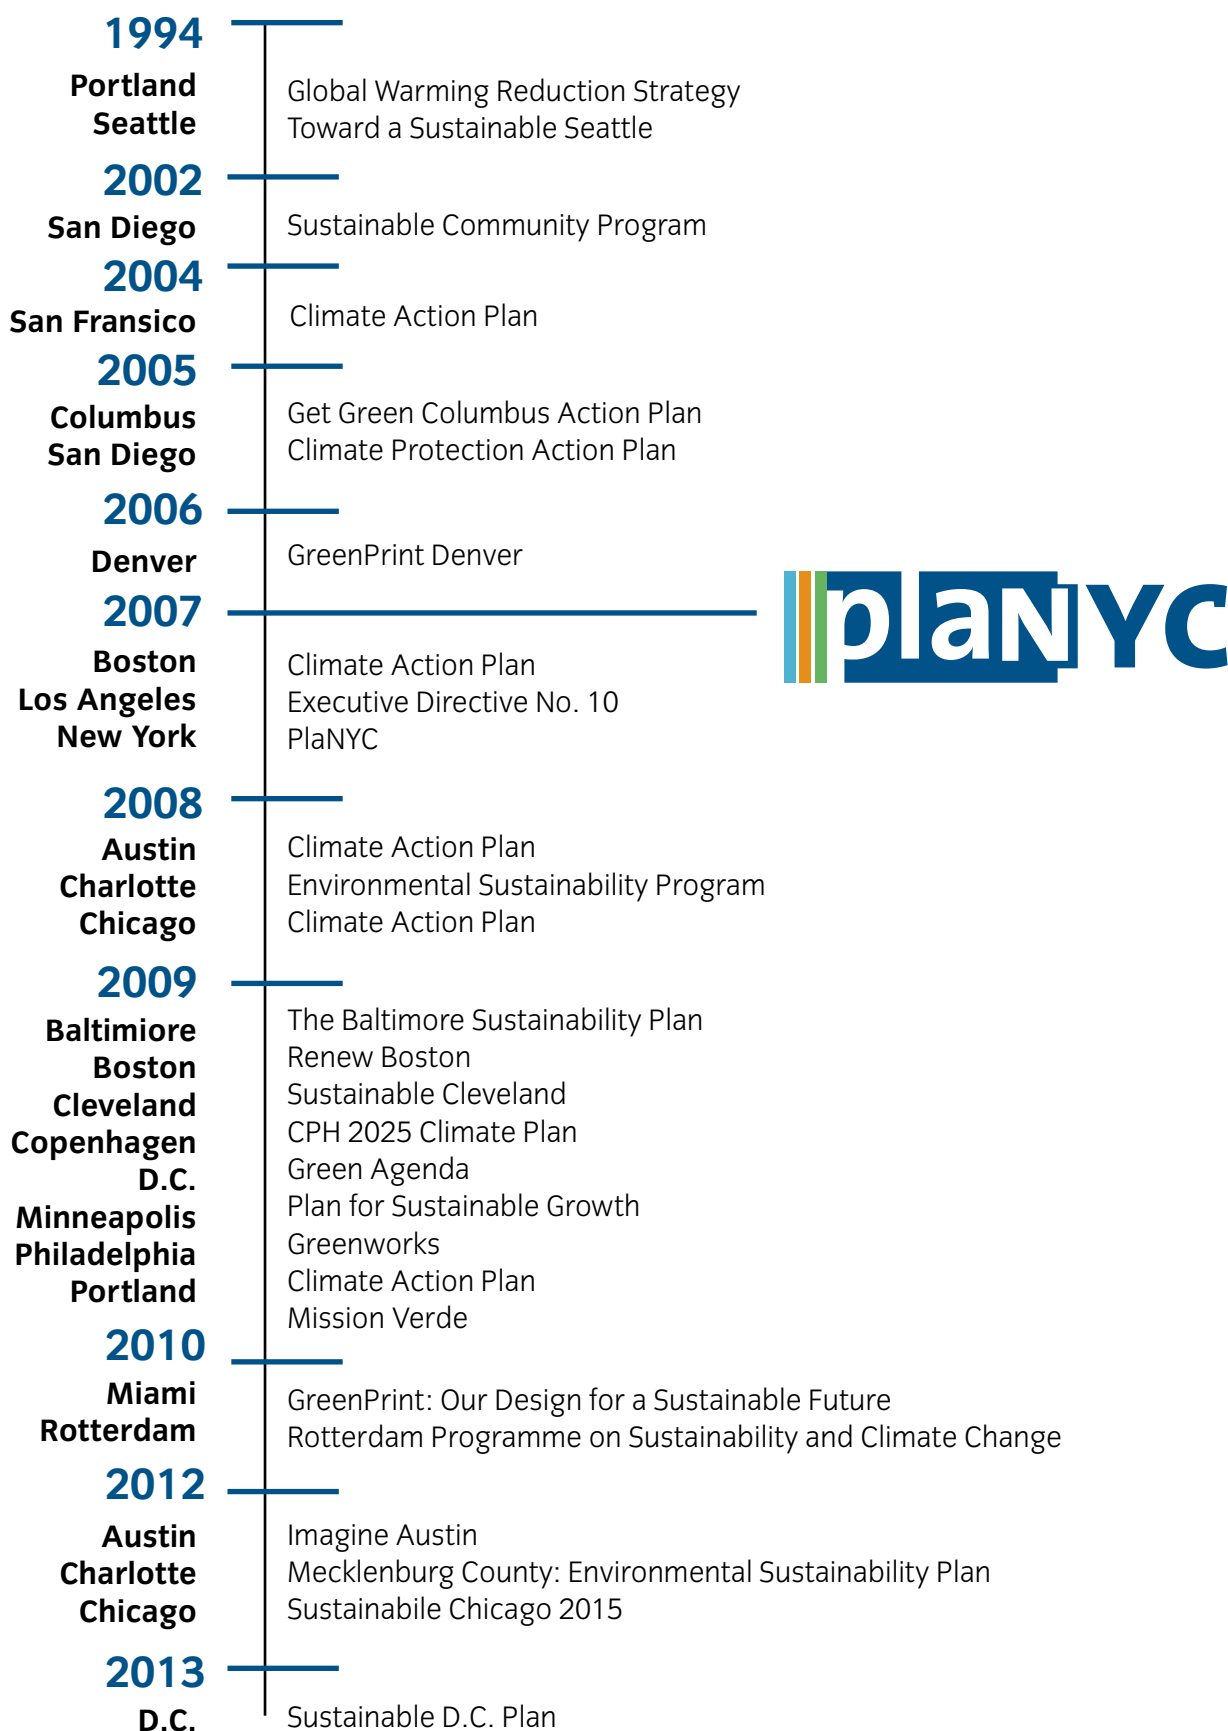 1994
Portland Global Warming Reduction Strategy
Seattle Toward a Sustainable Seattle
2002
San Diego Sustainable Community Program
2004
San Fransico Climate Action Plan
2005
Columbus Get Green Columbus Action Plan
San Diego Climate Protection Action Plan
2006
Denver GreenPrint Denver
2007
plaNYC
Boston Climate Action Plan
Los Angeles Executive Directive No. 10
New York PlaNYC
2008
Austin Climate Action Plan
Charlotte Environmental Sustainability Program
Chicago Climate Action Plan
2009
Baltimiore The Baltimore Sustainability Plan
Boston Renew Boston
Cleveland Sustainable Cleveland
Copenhagen CPH 2025 Climate Plan
D.C. Green Agenda
Minneapolis Plan for Sustainable Growth
Philadelphia Greenworks
Portland Climate Action Plan
Mission Verde
2010
Miami GreenPrint: Our Design for a Sustainable Future
Rotterdam Rotterdam Programme on Sustainability and Climate Change
2012
Austin Imagine Austin
Charlotte Mecklenburg County: Environmental Sustainability Plan
Chicago Sustainabile Chicago 2015
2013
D.C. Sustainable D.C. Plan